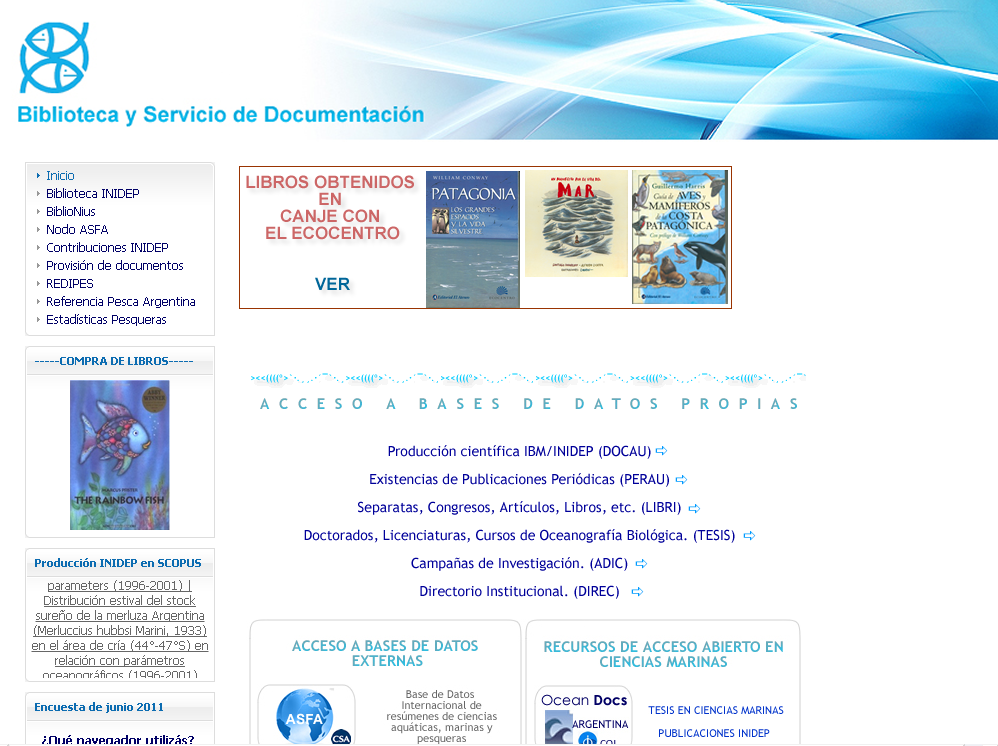 Biblioteca y Servicio de Documentación
Inicio
Biblioteca INIDEP
BiblioNius
Nodo ASFA
Contribuciones INIDEP
Provisión de documentos
REDIPES
Referencia Pesca Argentina
Estadísticas Pesqueras
-----COMPRA DE LIBROS-----
MARCUS PFISTER
THE RAINBOW FISH
Producción INIDEP en SCOPUS
parameters (1996-2001) |
Distribución estival del stock
sureño de la merluza Argentina
(Merluccius hubbsi Marini, 1933)
en el área de cría (44°-47°S) en
relación con parámetros
oceanográficos (1996-2001)
Encuesta de junio 2011
¿Qué navegador utilizás?
LIBROS OBTENIDOS
EN
CANJE CON
EL ECOCENTRO
VER
WILLIAM CONWAY
PATAGONIA
LOS GRANDES
ESPACIOS
Y LA VIDA
SILVESTRE
MAR
Guillermo Harris
Guía de AVES
y MAMÍFEROS
de la COSTA
PATAGÓNICA
><<((((º>`·.¸¸.·´¯`·.¸><<((((º>`·.¸¸.·´¯`·.¸><<((((º>`·.¸¸.·´¯`·.¸><<((((º>`·.¸¸.·´¯`·.¸><<((((º>`·.¸¸.·´¯`·.¸><<((((º>`·.¸¸.·´¯
ACCESO A BASES DE DATOS PROPIAS
Producción científica IBM/INIDEP (DOCAU)
Existencias de Publicaciones Periódicas (PERAU)
Separatas, Congresos, Artículos, Libros, etc. (LIBRI)
Doctorados, Licenciaturas, Cursos de Oceanografía Biológica. (TESIS)
Campañas de Investigación. (ADIC)
Directorio Institucional. (DIREC)
ACCESO A BASES DE DATOS
EXTERNAS
ASFA
CSA
Base de Datos
Internacional de
resúmenes de ciencias
aquáticas, marinas y
pesqueras
RECURSOS DE ACCESO ABIERTO EN
CIENCIAS MARINAS
Ocean Docs
ARGENTINA
TESIS EN CIENCIAS MARINAS
PUBLICACIONES INIDEP